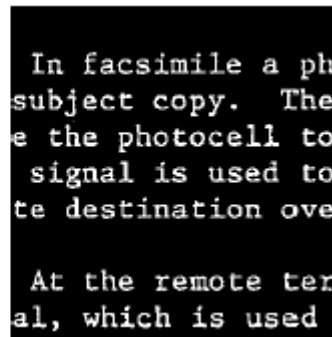 In facsimile a ph
subject copy. The
e the photocell to
signal is used to
te destination ove
At the remote ter
al, which is used